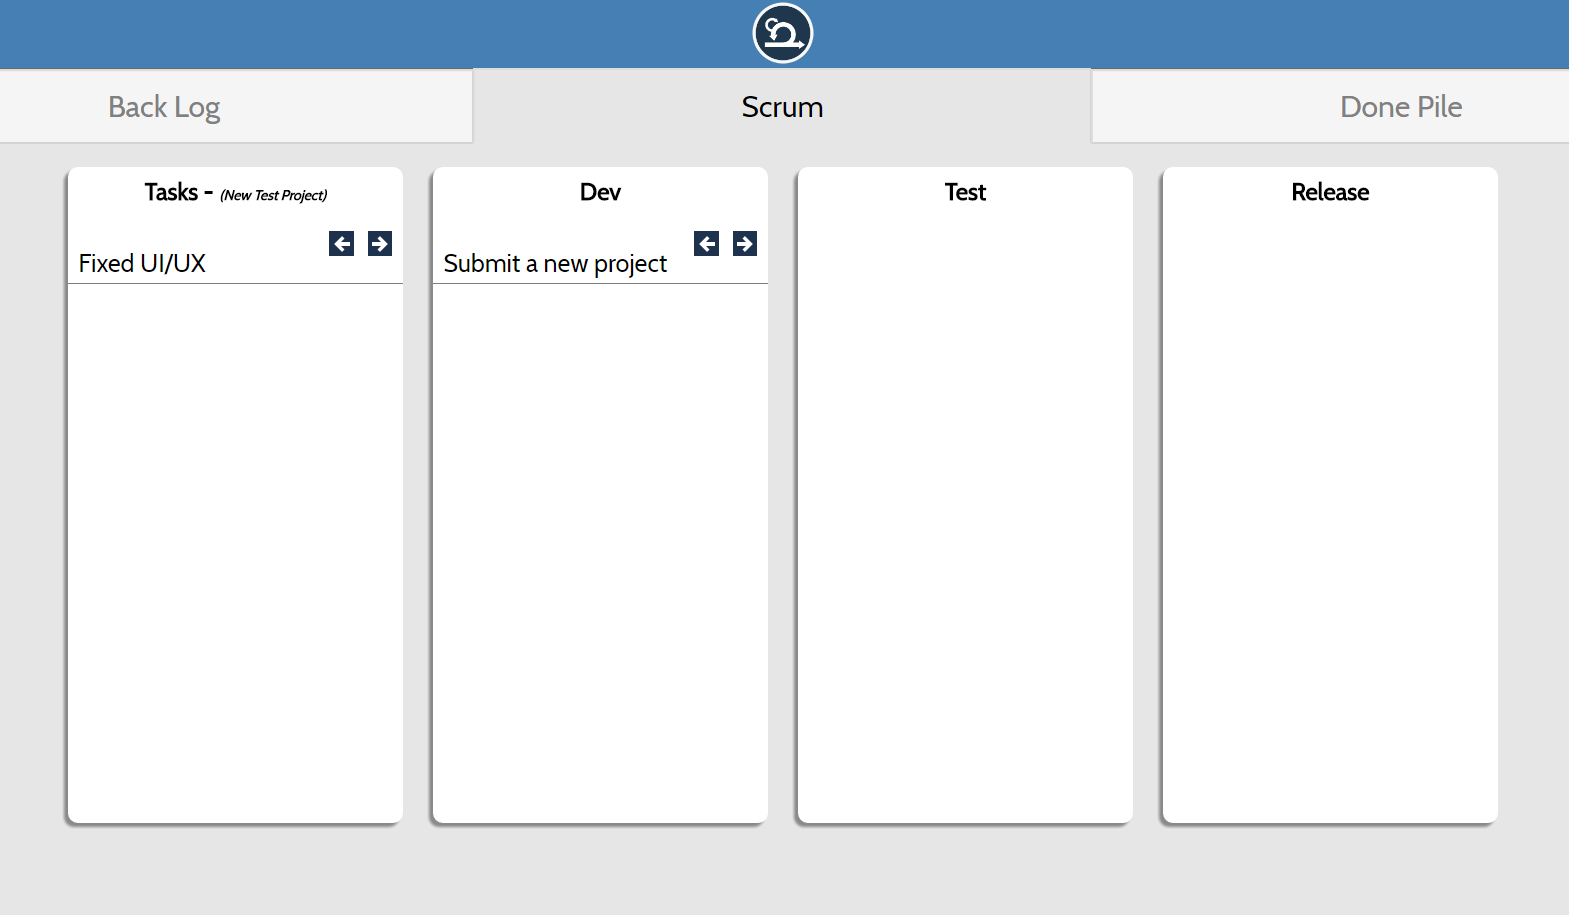 Back Log
Scrum
Done Pile
Tasks - (New Test Project)
Fixed UI/UX
Dev
Submit a new project
Test
Release